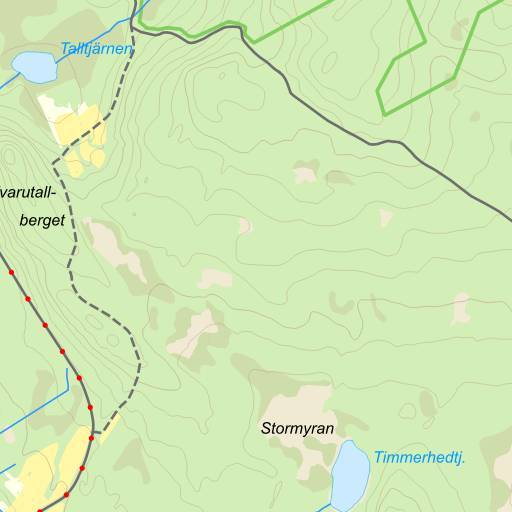 Talltjärnen
varutall-
berget
Stormyran
Timmerhedtj.